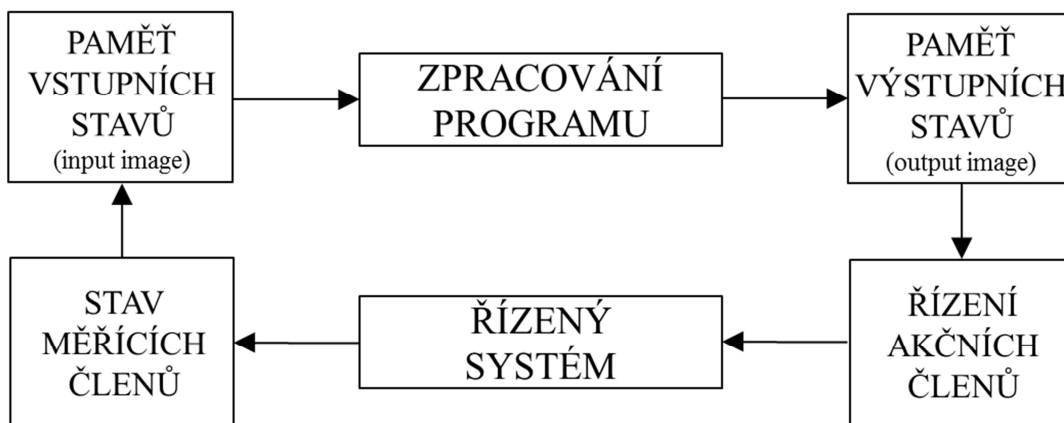 PAMĚŤ
VSTUPNÍCH
STAVŮ
(input image)
ZPRACOVÁNÍ
PROGRAMU
PAMĚŤ
VÝSTUPNÍCH
STAVŮ
(output image)
STAV
MĚŘÍCÍCH
ČLENŮ
ŘÍZENÝ
SYSTÉM
ŘÍZENÍ
AKČNÍCH
ČLENŮ